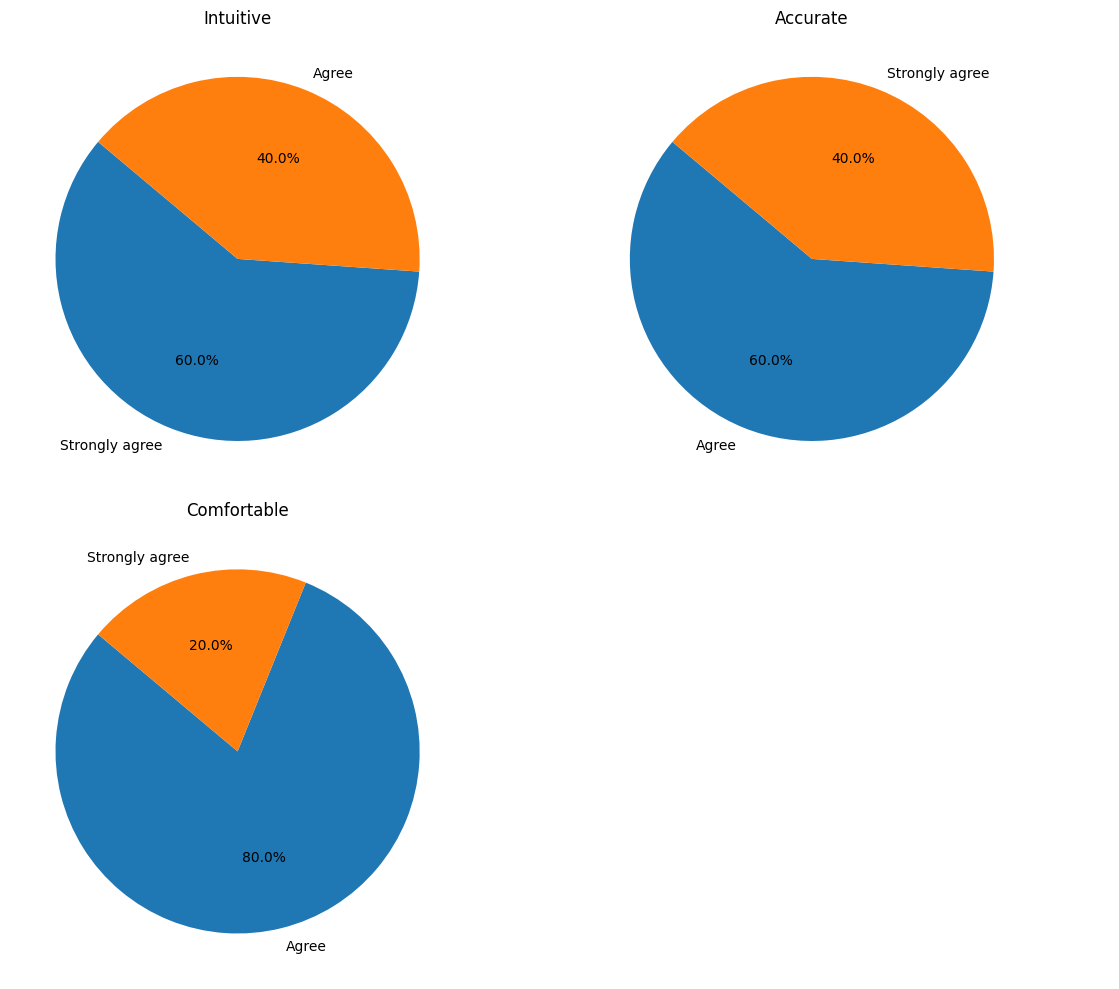 Intuitive
Agree
40.0%
60.0%
Strongly agree
Accurate
Strongly agree
40.0%
60.0%
Agree
Comfortable
Strongly agree
20.0%
80.0%
Agree